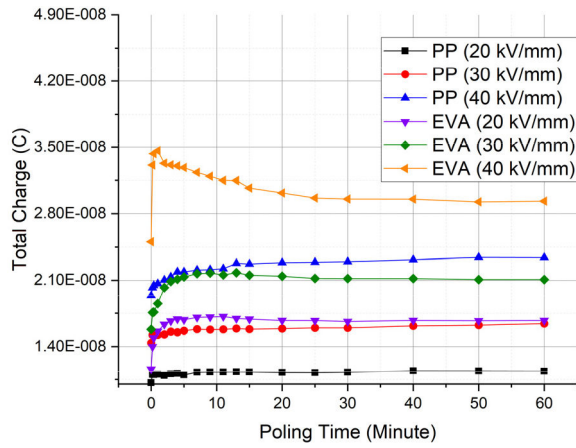 4.90E-008
4.20E-008
3.50E-008
2.80E-008
2.10E-008
1.40E-008
Total Charge (C)
PP (20 kV/mm)
PP (30 kV/mm)
PP (40 kV/mm)
EVA (20 kV/mm)
EVA (30 kV/mm)
EVA (40 kV/mm)
0 10 20 30 40 50 60
Poling Time (Minute)